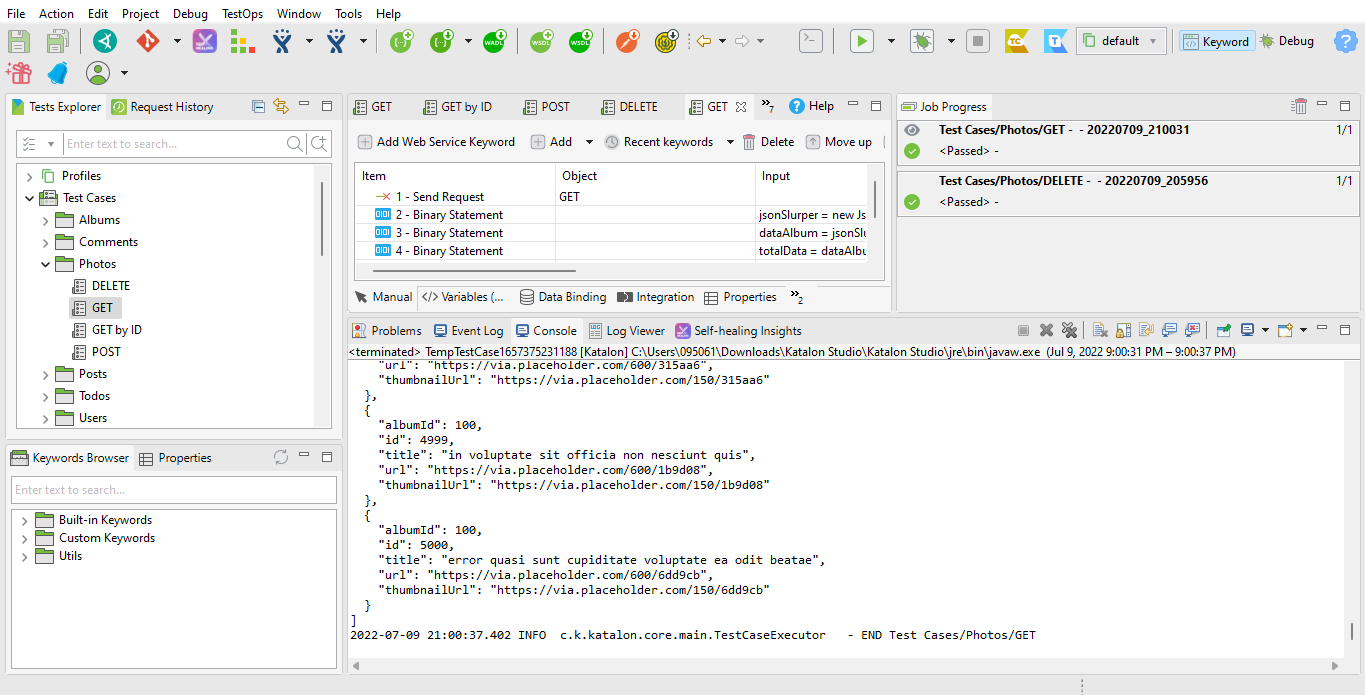 File Action Edit Project Debug TestOps Window Tools Help
default Keyword Debug
Tests Explorer Request History
Enter text to search...
Profiles
Test Cases
Albums
Comments
Photos
DELETE
GET
GET by ID
POST
Posts
Todos
Users
Keywords Browser Properties
Enter text to search...
Built-in Keywords
Custom Keywords
Utils
GET GET by ID POST DELETE GET »7 Help
Add Web Service Keyword Add Recent keywords Delete Move up
Item Object Input
1 - Send Request GET
2 - Binary Statement jsonSlurper = new Js
3 - Binary Statement dataAlbum = jsonSlu
4 - Binary Statement totalData = dataAlbu
Manual </> Variables (... Data Binding Integration Properties »2
Job Progress
Test Cases/Photos/GET - - 20220709_210031 1/1
<Passed> -
Test Cases/Photos/DELETE - - 20220709_205956 1/1
<Passed> -
Problems Event Log Console Log Viewer Self-healing Insights
<terminated> TempTestCase1657375231188 [Katalon] C:\Users\095061\Downloads\Katalon Studio\Katalon Studio\jre\bin\javaw.exe (Jul 9, 2022 9:00:31 PM – 9:00:37 PM)
"url": "https://via.placeholder.com/600/315aa6",
"thumbnailUrl": "https://via.placeholder.com/150/315aa6"
},
{
"albumId": 100,
"id": 4999,
"title": "in voluptate sit officia non nesciunt quis",
"url": "https://via.placeholder.com/600/1b9d08",
"thumbnailUrl": "https://via.placeholder.com/150/1b9d08"
},
{
"albumId": 100,
"id": 5000,
"title": "error quasi sunt cupiditate voluptate ea odit beatae",
"url": "https://via.placeholder.com/600/6dd9cb",
"thumbnailUrl": "https://via.placeholder.com/150/6dd9cb"
}
]
2022-07-09 21:00:37.402 INFO c.k.katalon.core.main.TestCaseExecutor - END Test Cases/Photos/GET